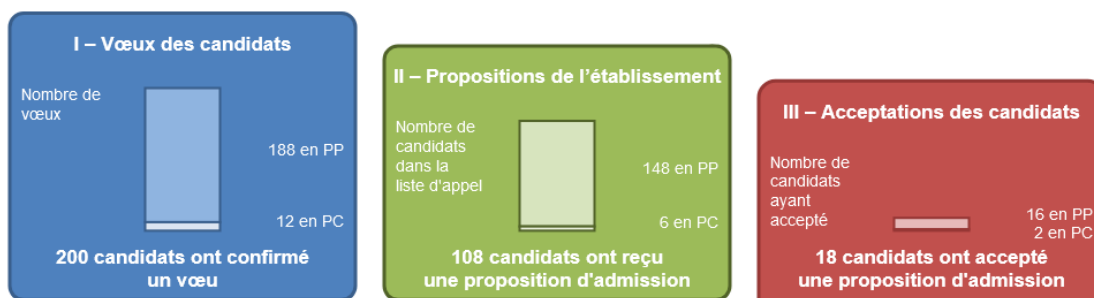 I – Vœux des candidats
Nombre de
vœux
188 en PP
12 en PC
200 candidats ont confirmé
un vœu
II – Propositions de l'établissement
Nombre de
candidats
dans la
liste d'appel
148 en PP
6 en PC
108 candidats ont reçu
une proposition d'admission
III – Acceptations des candidats
Nombre de
candidats
ayant
accepté
16 en PP
2 en PC
18 candidats ont accepté
une proposition d'admission